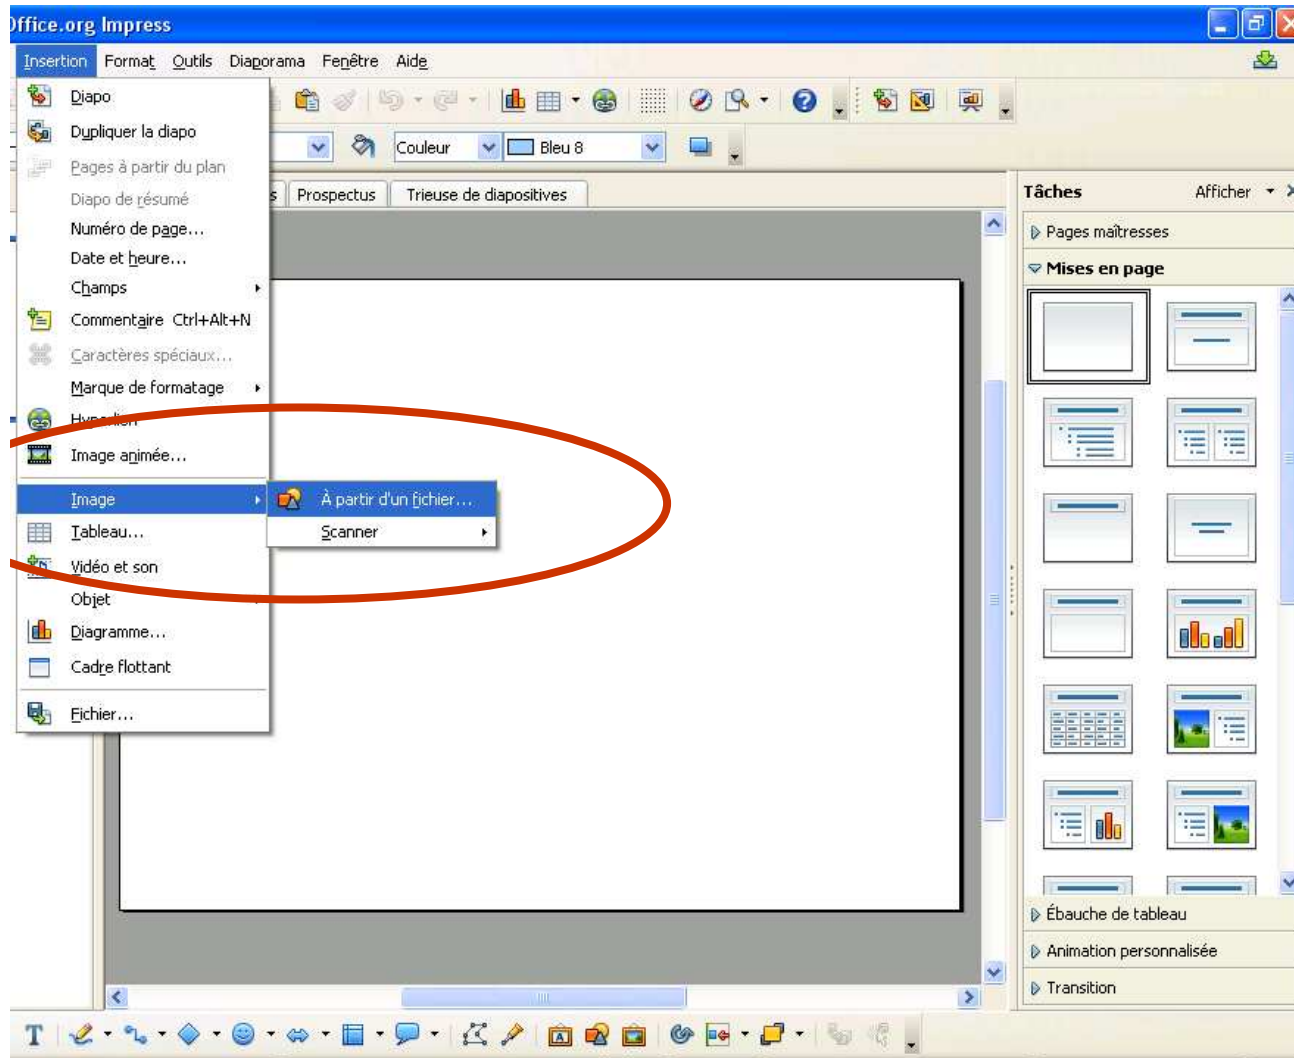 Office.org Impress
Insertion Format Outils Diaporama Fenêtre Aide
Couleur Bleu 8
Prospectus Trieuse de diapositives
Diapo
Dupliquer la diapo
Pages à partir du plan
Diapo de résumé
Numéro de page...
Date et heure...
Champs
Commentaire Ctrl+Alt+N
Caractères spéciaux...
Marque de formatage
Hyperlien
Image animée...
Image
À partir d'un fichier...
Tableau...
Scanner
Vidéo et son
Objet
Diagramme...
Cadre flottant
Fichier...
Tâches Afficher
Pages maîtresses
Mises en page
Ébauche de tableau
Animation personnalisée
Transition